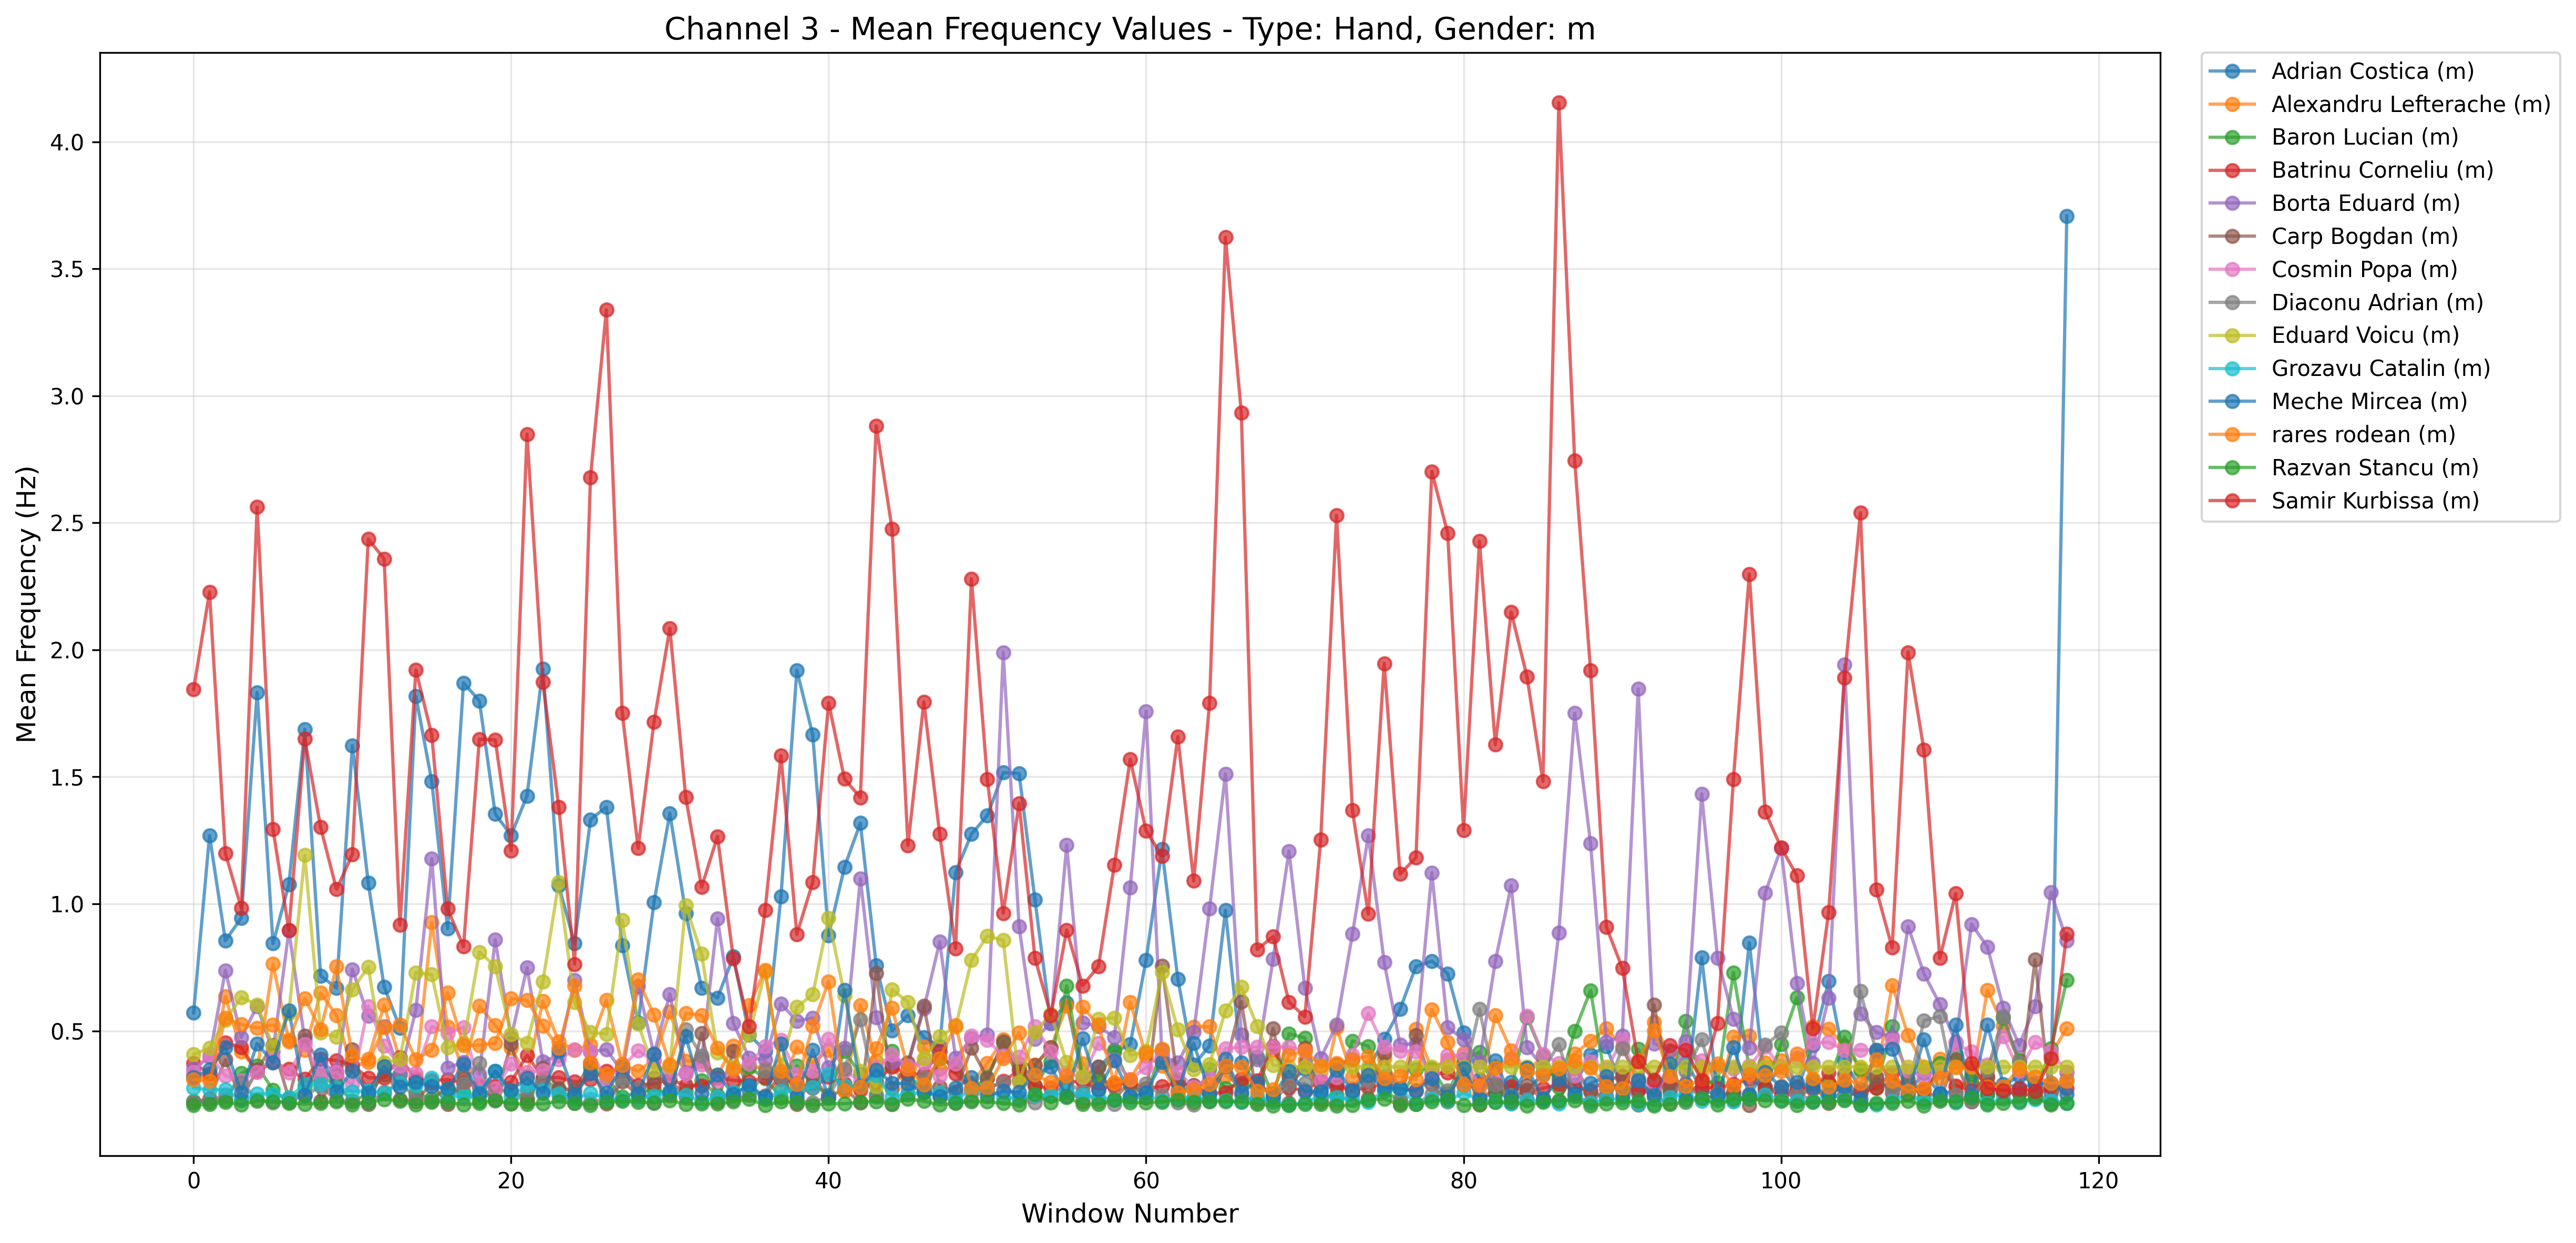 Channel 3 - Mean Frequency Values - Type: Hand, Gender: m
Mean Frequency (Hz)
4.0
3.5
3.0
2.5
2.0
1.5
1.0
0.5
0 20 40 60 80 100 120
Window Number
Adrian Costica (m)
Alexandru Lefterache (m)
Baron Lucian (m)
Batrinu Corneliu (m)
Borta Eduard (m)
Carp Bogdan (m)
Cosmin Popa (m)
Diaconu Adrian (m)
Eduard Voicu (m)
Grozavu Catalin (m)
Meche Mircea (m)
rares rodean (m)
Razvan Stancu (m)
Samir Kurbissa (m)